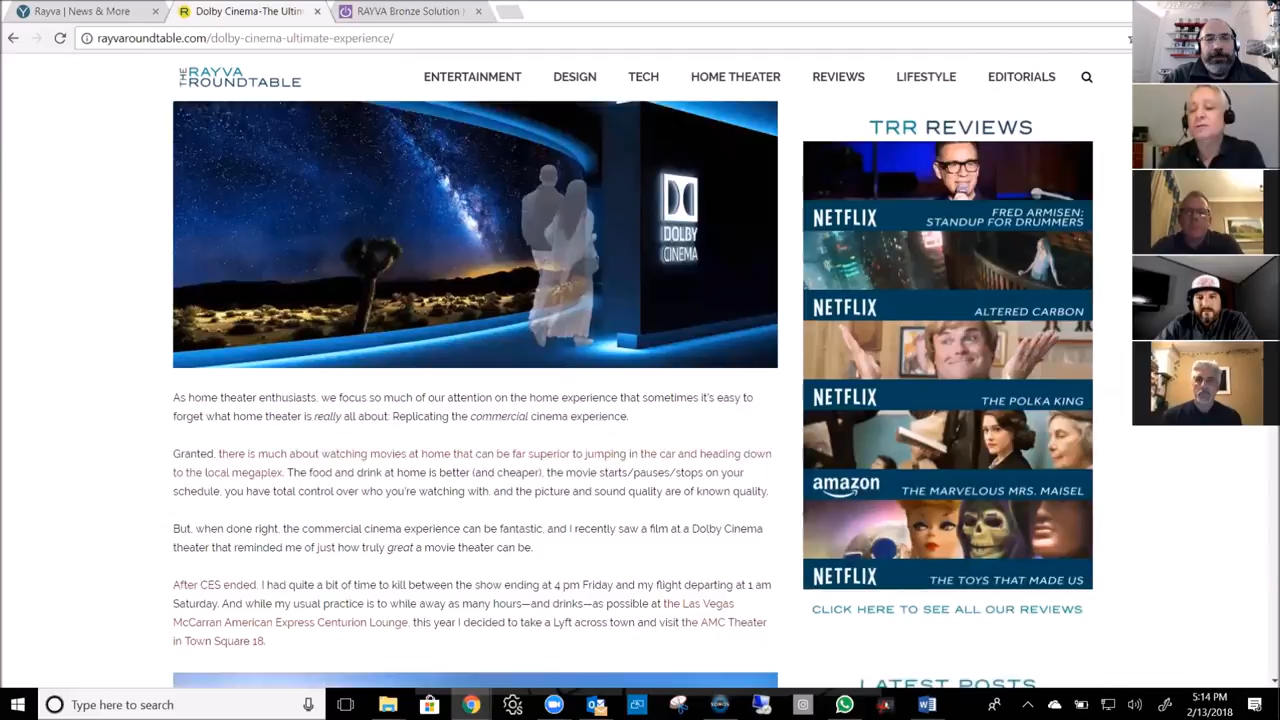 Rayva | News & More
Dolby Cinema-The Ultim
RAYVA Bronze Solution
rayvaroundtable.com/dolby-cinema-ultimate-experience/
THE RAYVA
ROUNDTABLE
ENTERTAINMENT
DESIGN
TECH
HOME THEATER
REVIEWS
LIFESTYLE
EDITORIALS
DOLBY
CINEMA
As home theater enthusiasts, we focus so much of our attention on the home experience that sometimes it's easy to
forget what home theater is really all about: Replicating the commercial cinema experience.
Granted, there is much about watching movies at home that can be far superior to jumping in the car and heading down
to the local megaplex. The food and drink at home is better (and cheaper), the movie starts/pauses/stops on your
schedule, you have total control over who you're watching with, and the picture and sound quality are of known quality.
But, when done right, the commercial cinema experience can be fantastic, and I recently saw a film at a Dolby Cinema
theater that reminded me of just how truly great a movie theater can be.
After CES ended, I had quite a bit of time to kill between the show ending at 4 pm Friday and my flight departing at 1 am
Saturday. And while my usual practice is to while away as many hours—and drinks—as possible at the Las Vegas
McCarran American Express Centurion Lounge, this year I decided to take a Lyft across town and visit the AMC Theater
in Town Square 18.
TRR REVIEWS
NETFLIX
FRED ARMISEN:
STANDUP FOR DRUMMERS
NETFLIX
ALTERED CARBON
NETFLIX
THE POLKA KING
amazon
THE MARVELOUS MRS. MAISEL
NETFLIX
THE TOYS THAT MADE US
CLICK HERE TO SEE ALL OUR REVIEWS
LATEST POSTS
Type here to search
SONOS
5:14 PM
2/13/2018